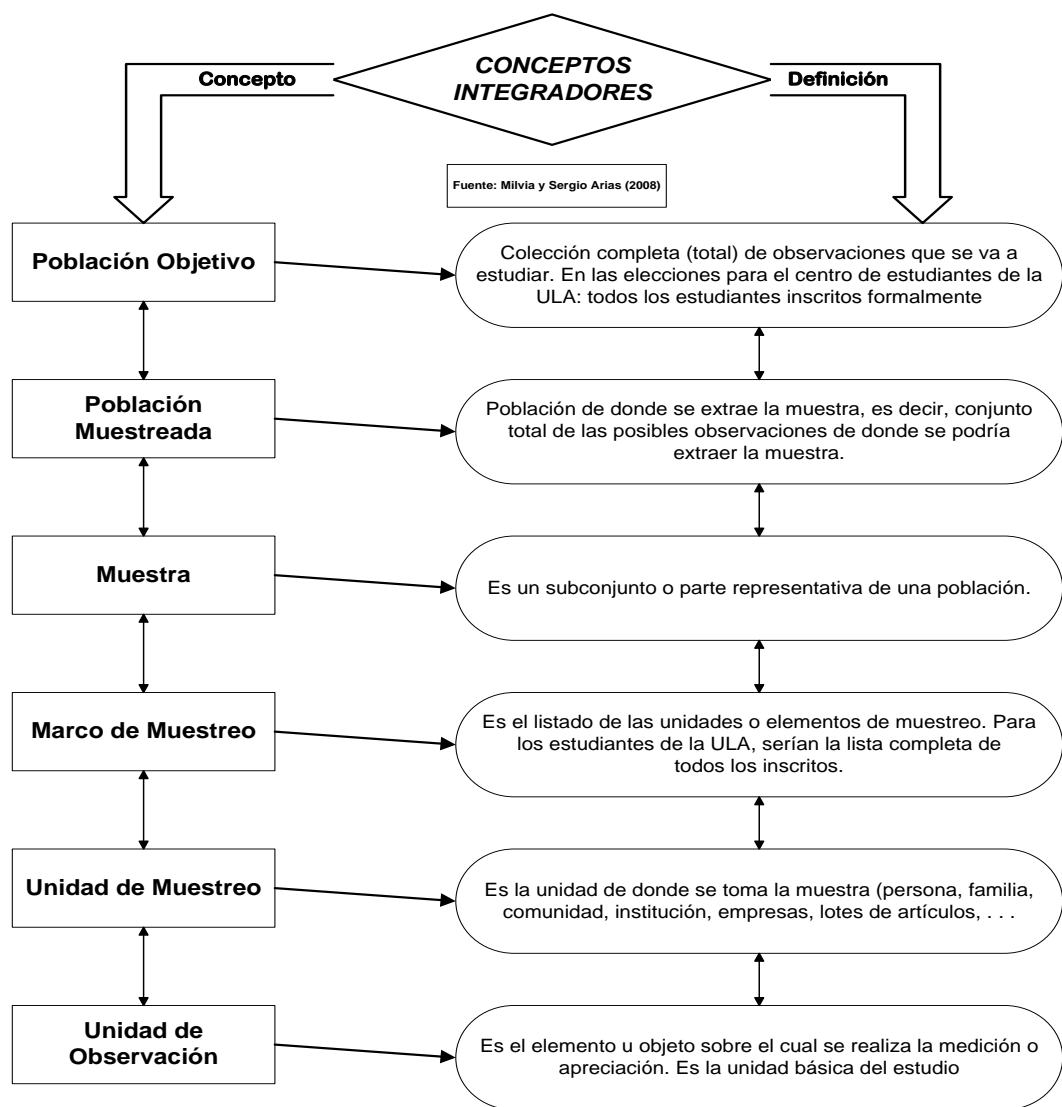 CONCEPTOS
INTEGRADORES
Concepto
Definición
Fuente: Milvia y Sergio Arias (2008)
Población Objetivo
Colección completa (total) de observaciones que se va a
estudiar. En las elecciones para el centro de estudiantes de la
ULA: todos los estudiantes inscritos formalmente
Población
Muestreada
Población de donde se extrae la muestra, es decir, conjunto
total de las posibles observaciones de donde se podría
extraer la muestra.
Muestra
Es un subconjunto o parte representativa de una población.
Marco de Muestreo
Es el listado de las unidades o elementos de muestreo. Para
los estudiantes de la ULA, serían la lista completa de
todos los inscritos.
Unidad de Muestreo
Es la unidad de donde se toma la muestra (persona, familia,
comunidad, institución, empresas, lotes de artículos, . . .
Unidad de
Observación
Es el elemento u objeto sobre el cual se realiza la medición o
apreciación. Es la unidad básica del estudio